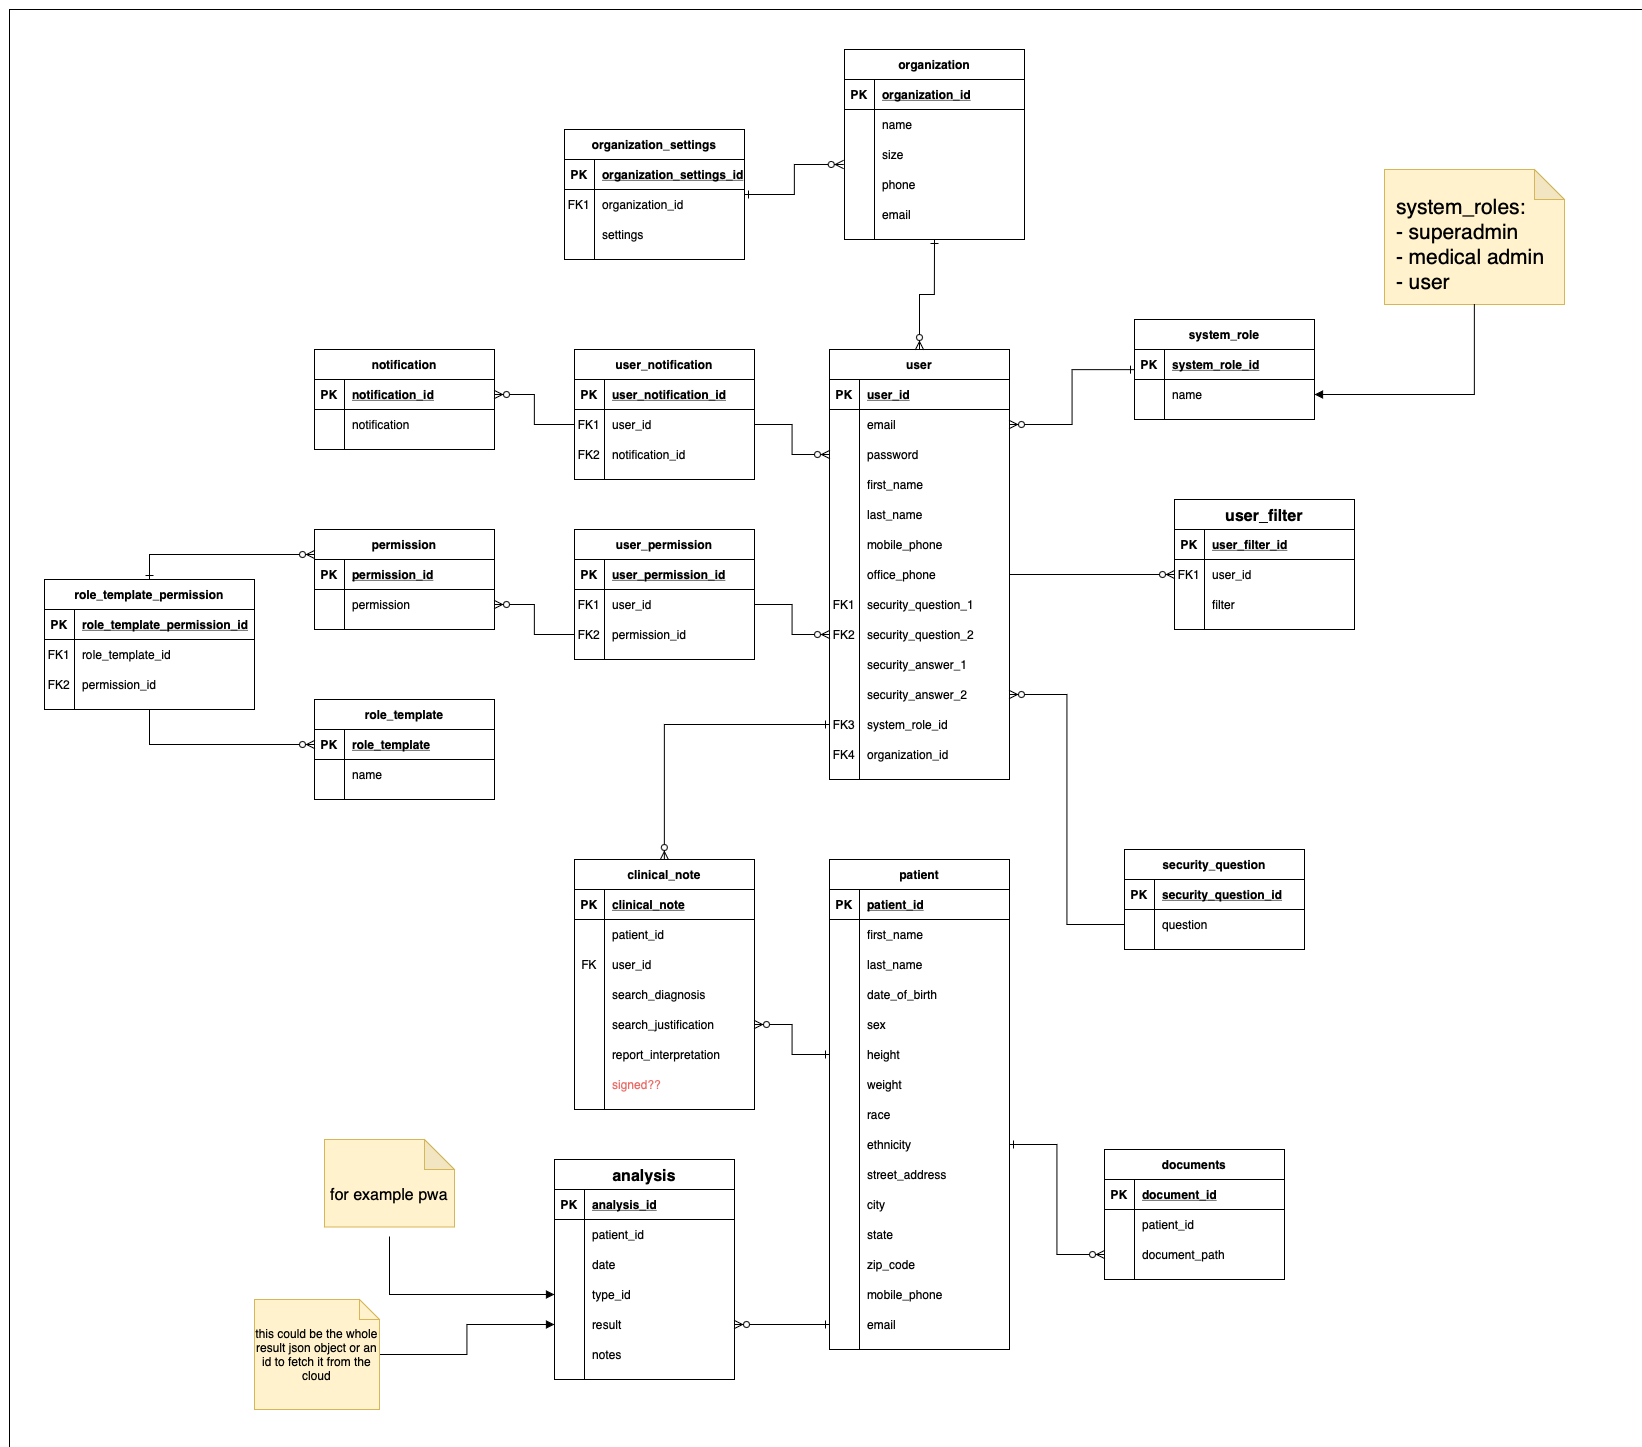 organization
PK organization_id
name
size
phone
email
organization_settings
PK organization_settings_id
FK1 organization_id
settings
system_roles:
- superadmin
- medical admin
- user
system_role
PK system_role_id
name
notification
PK notification_id
notification
user_notification
PK user_notification_id
FK1 user_id
FK2 notification_id
user
PK user_id
email
password
first_name
last_name
mobile_phone
office_phone
FK1 security_question_1
FK2 security_question_2
security_answer_1
security_answer_2
FK3 system_role_id
FK4 organization_id
user_filter
PK user_filter_id
FK1 user_id
filter
permission
PK permission_id
permission
user_permission
PK user_permission_id
FK1 user_id
FK2 permission_id
role_template_permission
PK role_template_permission_id
FK1 role_template_id
FK2 permission_id
role_template
PK role_template
name
clinical_note
PK clinical_note
patient_id
FK user_id
search_diagnosis
search_justification
report_interpretation
signed??
patient
PK patient_id
first_name
last_name
date_of_birth
sex
height
weight
race
ethnicity
street_address
city
state
zip_code
mobile_phone
email
security_question
PK security_question_id
question
documents
PK document_id
patient_id
document_path
for example pwa
analysis
PK analysis_id
patient_id
date
type_id
result
notes
this could be the whole
result json object or an
id to fetch it from the
cloud